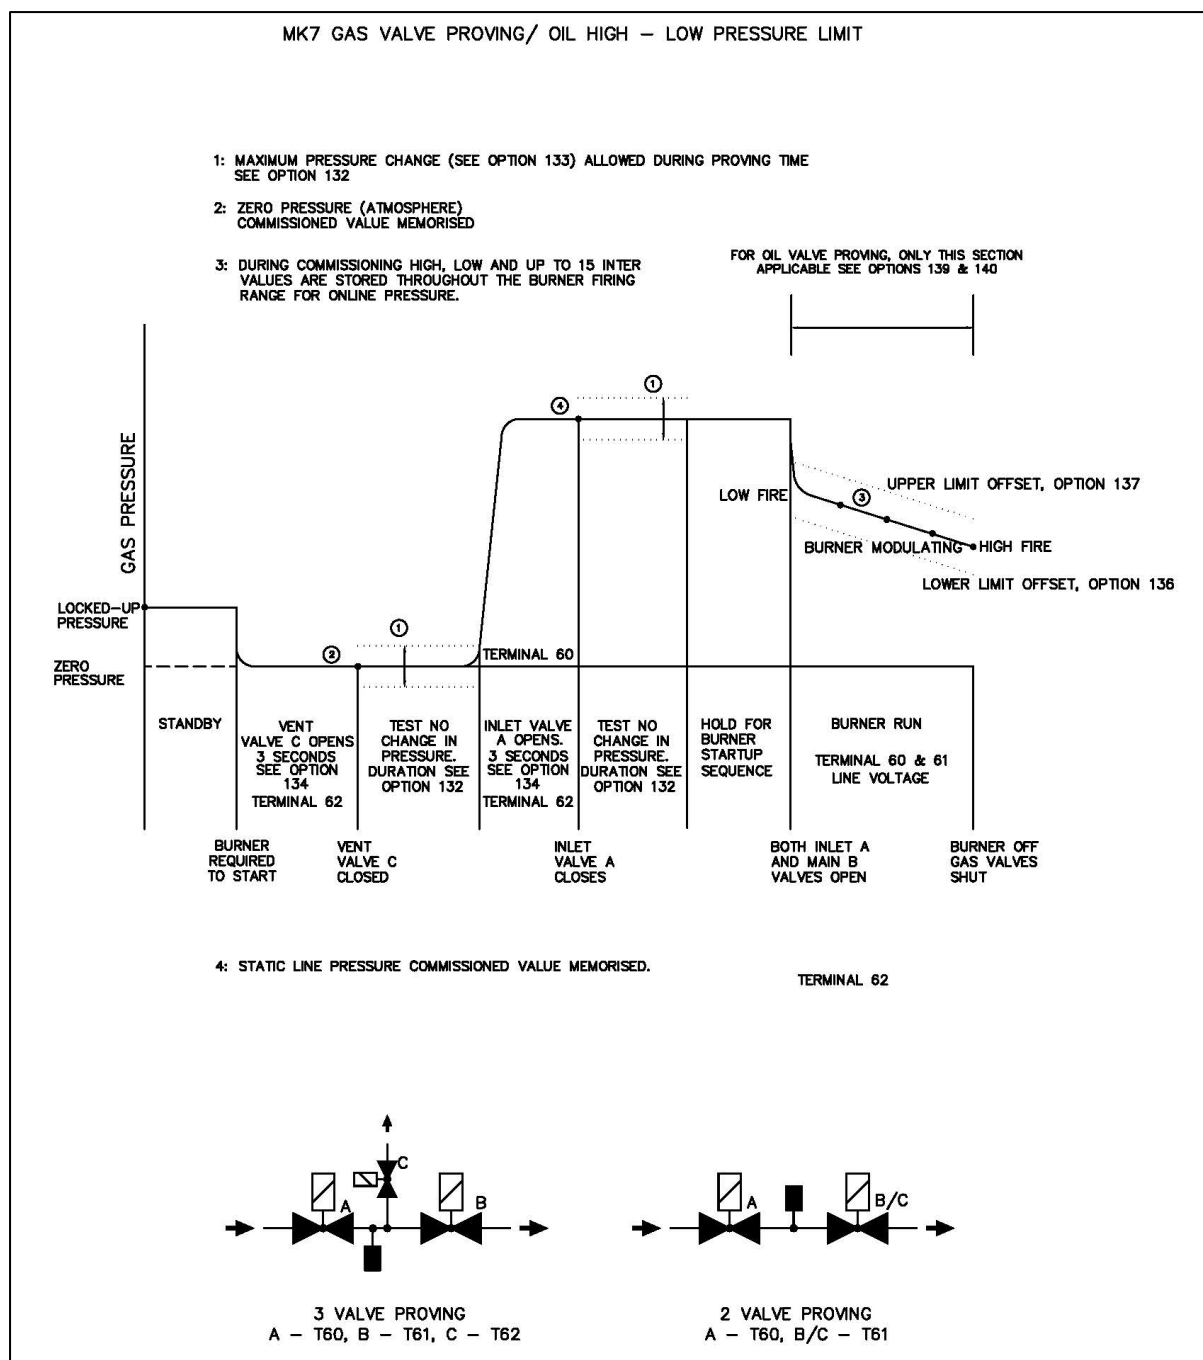 MK7 GAS VALVE PROVING/ OIL HIGH – LOW PRESSURE LIMIT
1: MAXIMUM PRESSURE CHANGE (SEE OPTION 133) ALLOWED DURING PROVING TIME
SEE OPTION 132
2: ZERO PRESSURE (ATMOSPHERE)
COMMISSIONED VALUE MEMORISED
3: DURING COMMISSIONING HIGH, LOW AND UP TO 15 INTER
VALUES ARE STORED THROUGHOUT THE BURNER FIRING
RANGE FOR ONLINE PRESSURE.
FOR OIL VALVE PROVING, ONLY THIS SECTION
APPLICABLE SEE OPTIONS 139 & 140
GAS PRESSURE
1
4
LOW FIRE
3
UPPER LIMIT OFFSET, OPTION 137
BURNER MODULATING
HIGH FIRE
LOWER LIMIT OFFSET, OPTION 136
LOCKED–UP
PRESSURE
ZERO
PRESSURE
2
1
TERMINAL 60
STANDBY
VENT
VALVE C OPENS
3 SECONDS
SEE OPTION
134
TERMINAL 62
TEST NO
CHANGE IN
PRESSURE.
DURATION SEE
OPTION 132
INLET VALVE
A OPENS.
3 SECONDS
SEE OPTION
134
TERMINAL 62
TEST NO
CHANGE IN
PRESSURE.
DURATION SEE
OPTION 132
HOLD FOR
BURNER
STARTUP
SEQUENCE
BURNER RUN
TERMINAL 60 & 61
LINE VOLTAGE
BURNER
REQUIRED
TO START
VENT
VALVE C
CLOSED
INLET
VALVE A
CLOSES
BOTH INLET A
AND MAIN B
VALVES OPEN
BURNER OFF
GAS VALVES
SHUT
4: STATIC LINE PRESSURE COMMISSIONED VALUE MEMORISED.
TERMINAL 62
A
C
B
A
B/C
3 VALVE PROVING
A – T60, B – T61, C – T62
2 VALVE PROVING
A – T60, B/C – T61